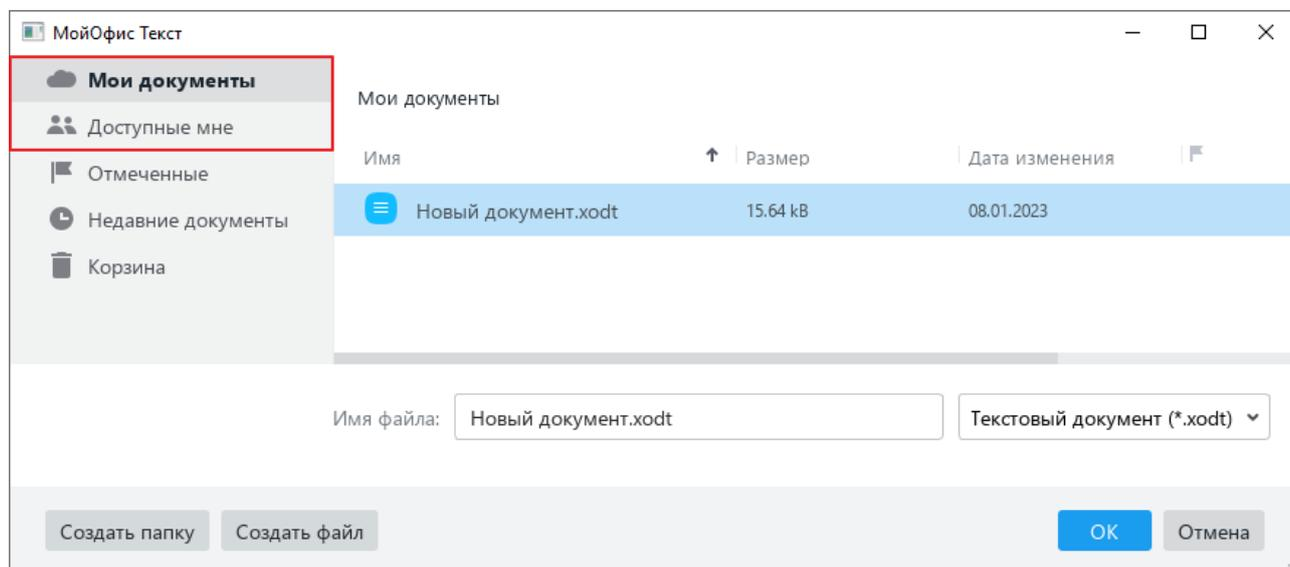 МойОфис Текст
Мои документы
Доступные мне
Отмеченные
Недавние документы
Корзина
Мои документы
Имя Размер Дата изменения
Новый документ.xodt 15.64 kB 08.01.2023
Имя файла: Новый документ.xodt Текстовый документ (*.xodt)
Создать папку Создать файл OK Отмена